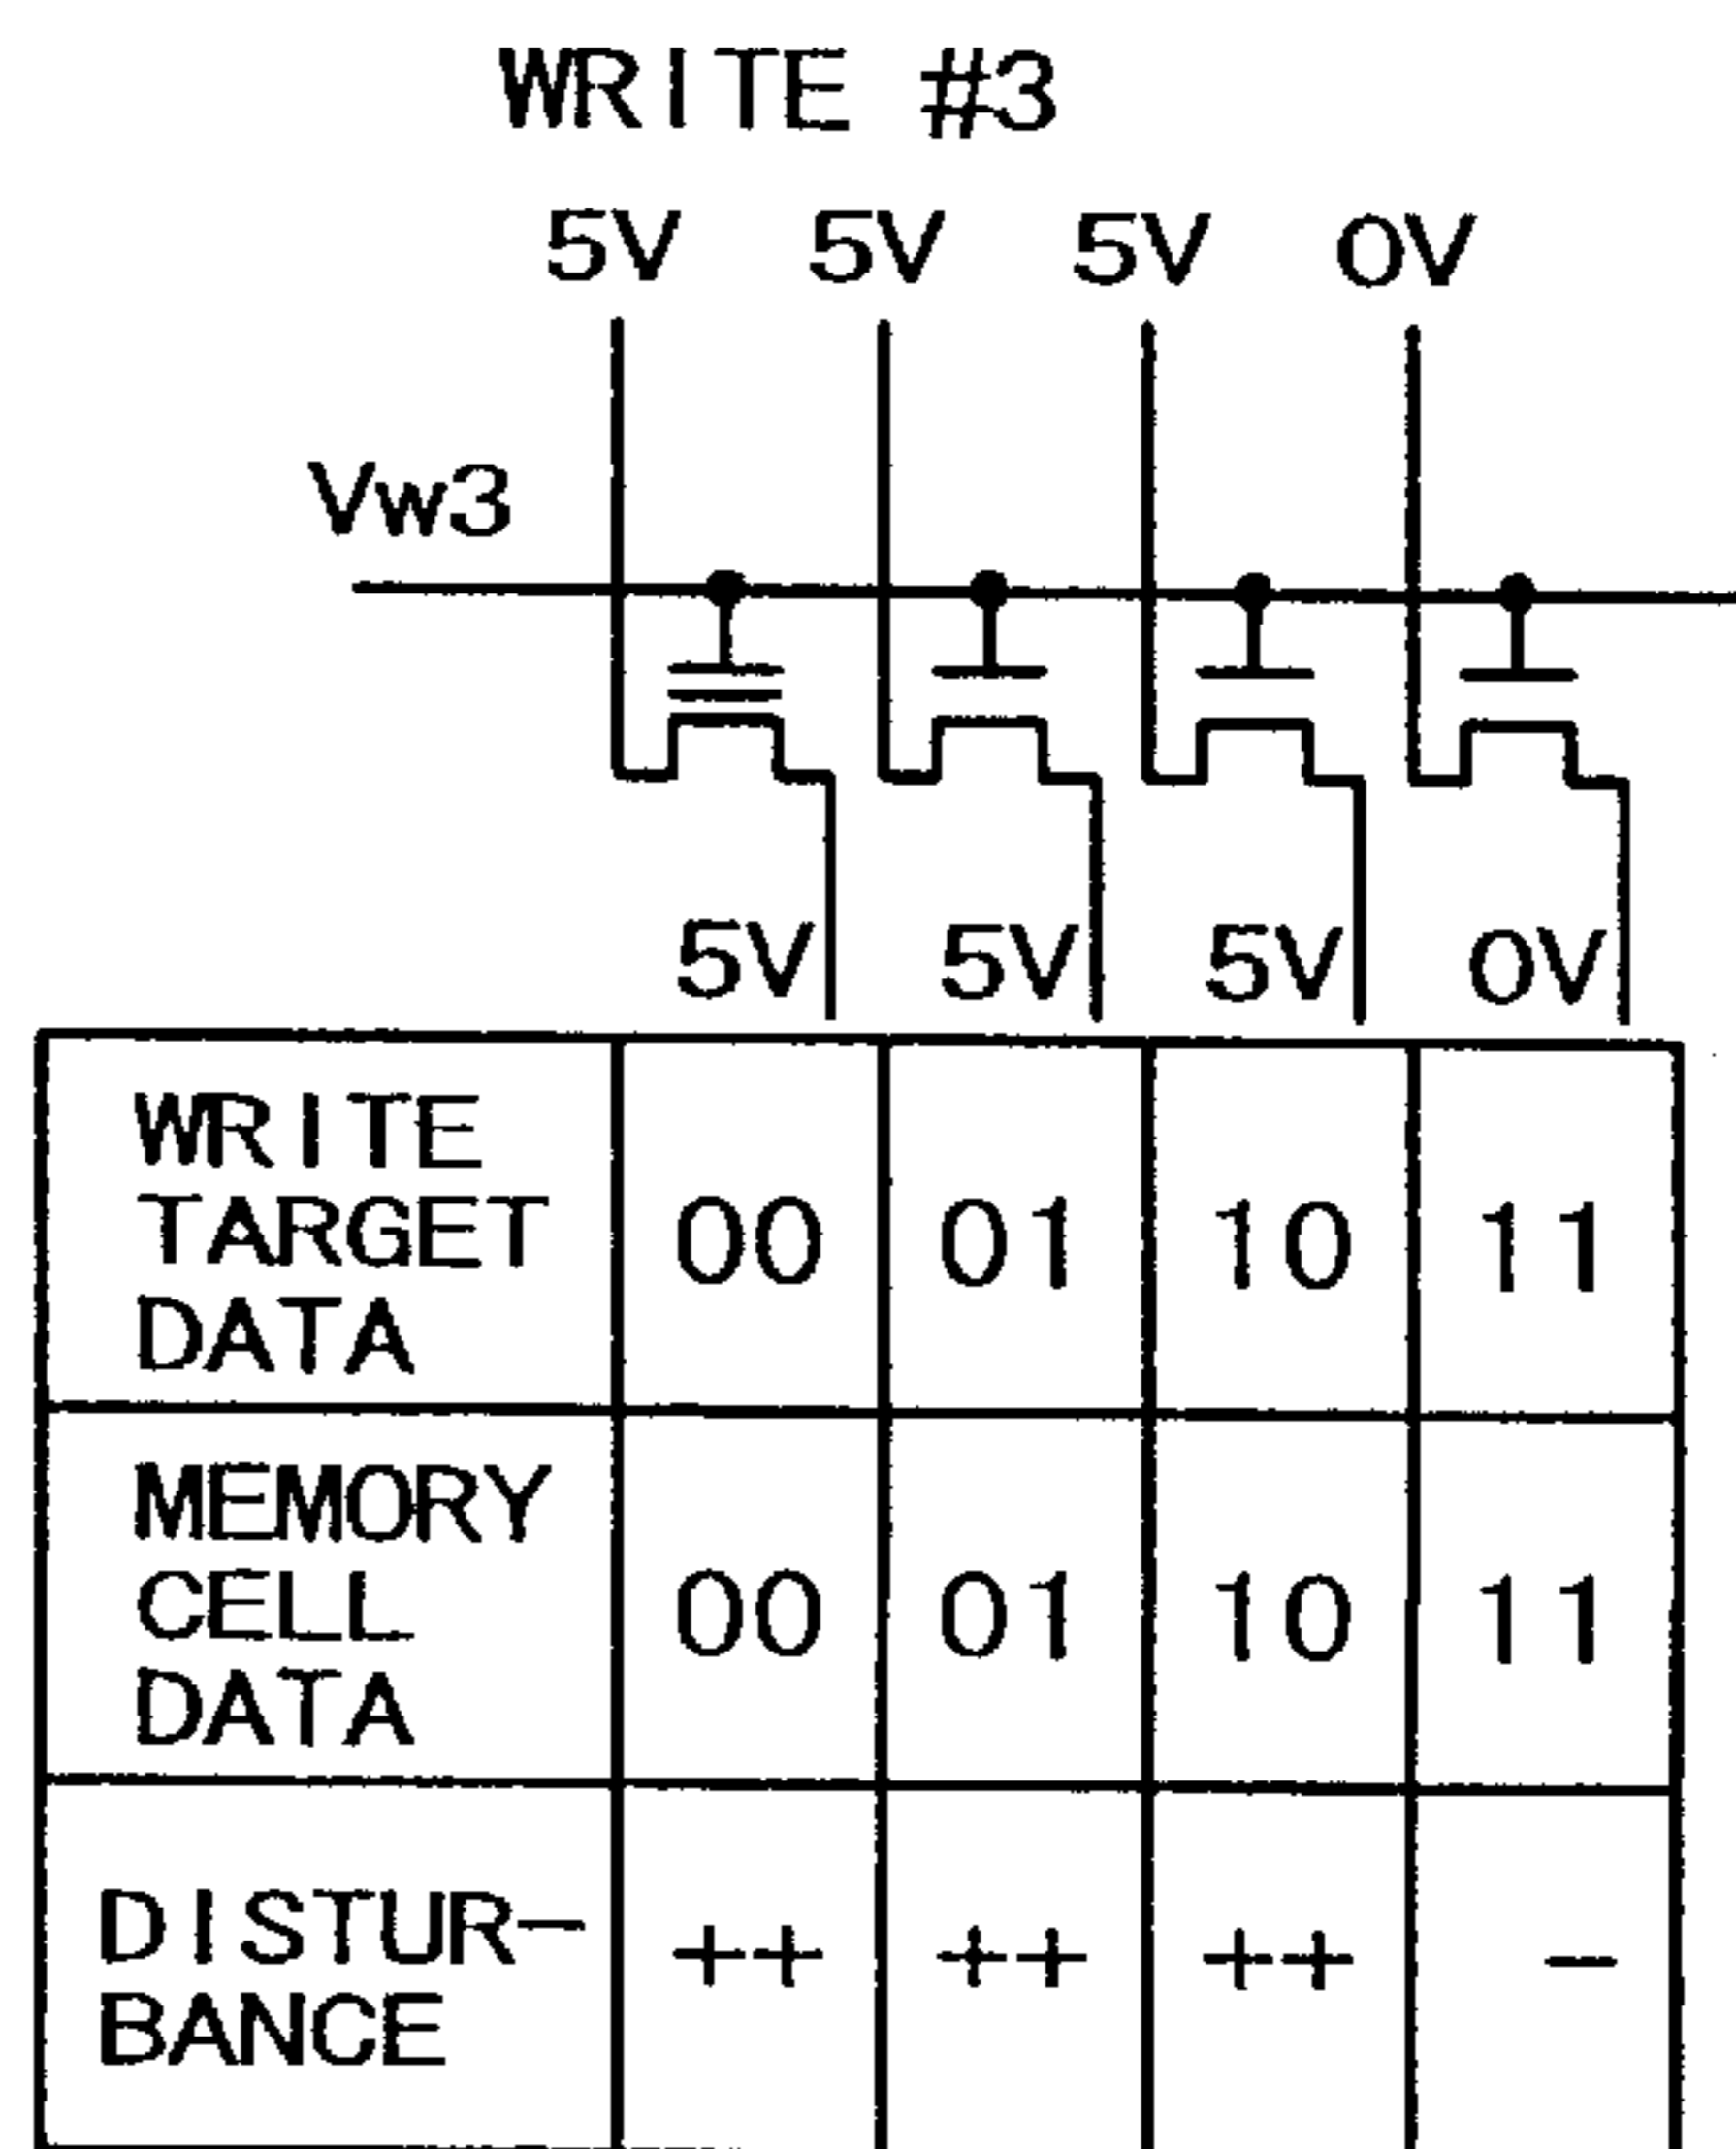 WRITE #3
5V 5V 5V 0V
Vw3
5V 5V 5V 0V
WRITE
TARGET
DATA
00 01 10 11
MEMORY
CELL
DATA
00 01 10 11
DISTUR-
BANCE
++ ++ ++ -